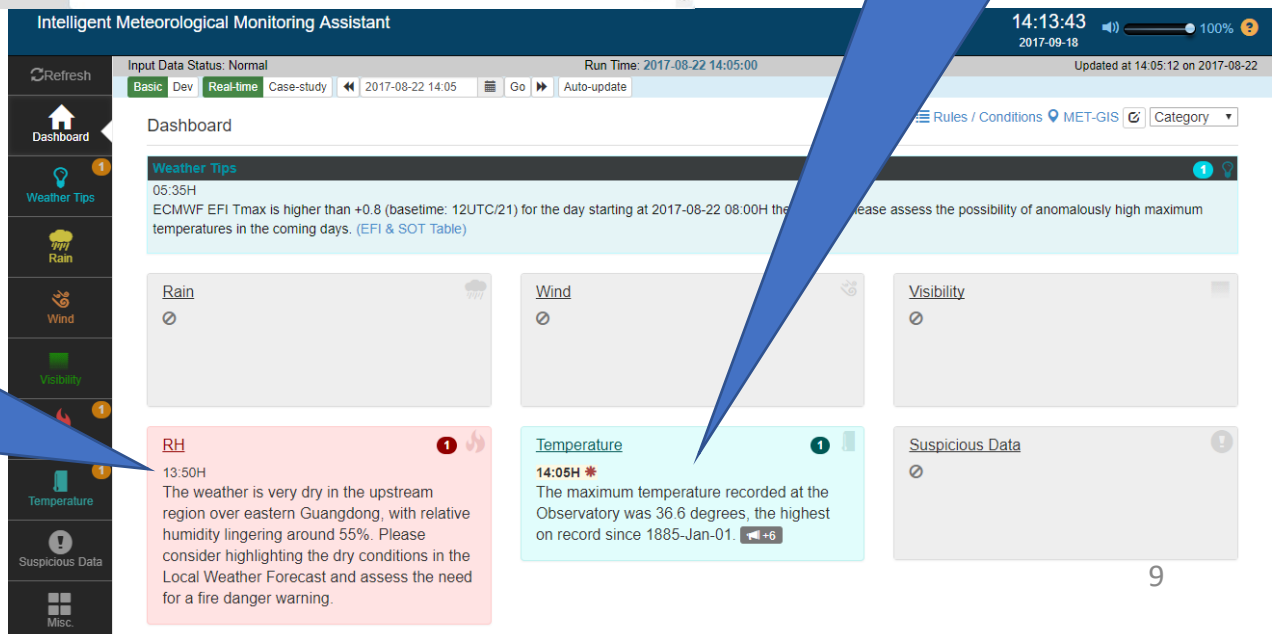 Intelligent Meteorological Monitoring Assistant
14:13:43
100%
2017-09-18
Refresh
Input Data Status: Normal
Run Time: 2017-08-22 14:05:00
Updated at 14:05:12 on 2017-08-22
Basic Dev Real-time Case-study 2017-08-22 14:05 Go Auto-update
Dashboard
Dashboard
Rules / Conditions MET-GIS Category
1
Weather Tips
Weather Tips
1
05:35H
ECMWF EFI Tmax is higher than +0.8 (basetime: 12UTC/21) for the day starting at 2017-08-22 08:00H the assess the possibility of anomalously high maximum
temperatures in the coming days. (EFI & SOT Table)
Rain
Rain
Wind
Visibility
Wind
Visibility
1
RH
1
13:50H
The weather is very dry in the upstream
region over eastern Guangdong, with relative
humidity lingering around 55%. Please
consider highlighting the dry conditions in the
Local Weather Forecast and assess the need
for a fire danger warning.
Temperature
1
14:05H
The maximum temperature recorded at the
Observatory was 36.6 degrees, the highest
on record since 1885-Jan-01. +6
Suspicious Data
1
Temperature
Suspicious Data
Misc.
9